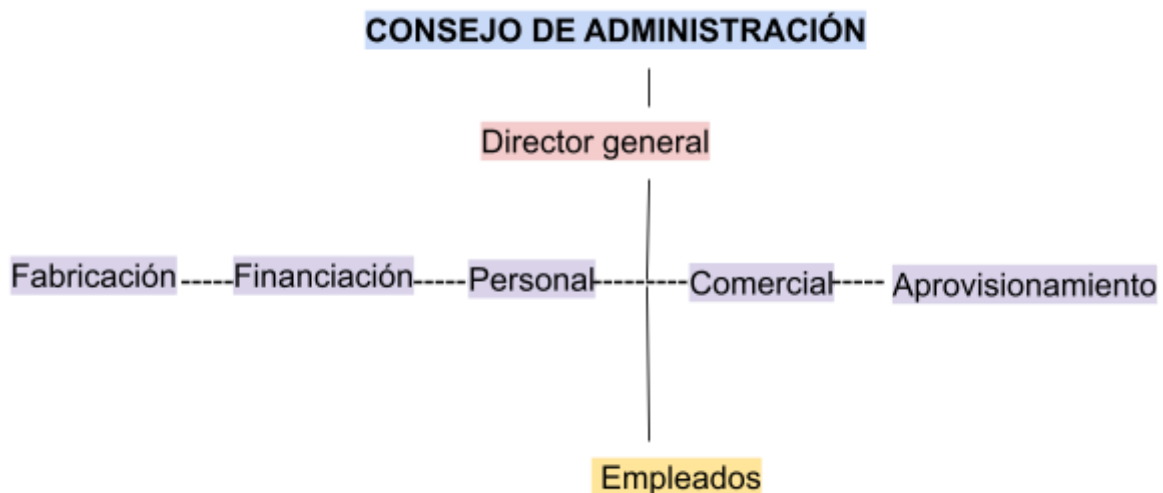 CONSEJO DE ADMINISTRACIÓN
Director general
Fabricación Financiación Personal Comercial Aprovisionamiento
Empleados